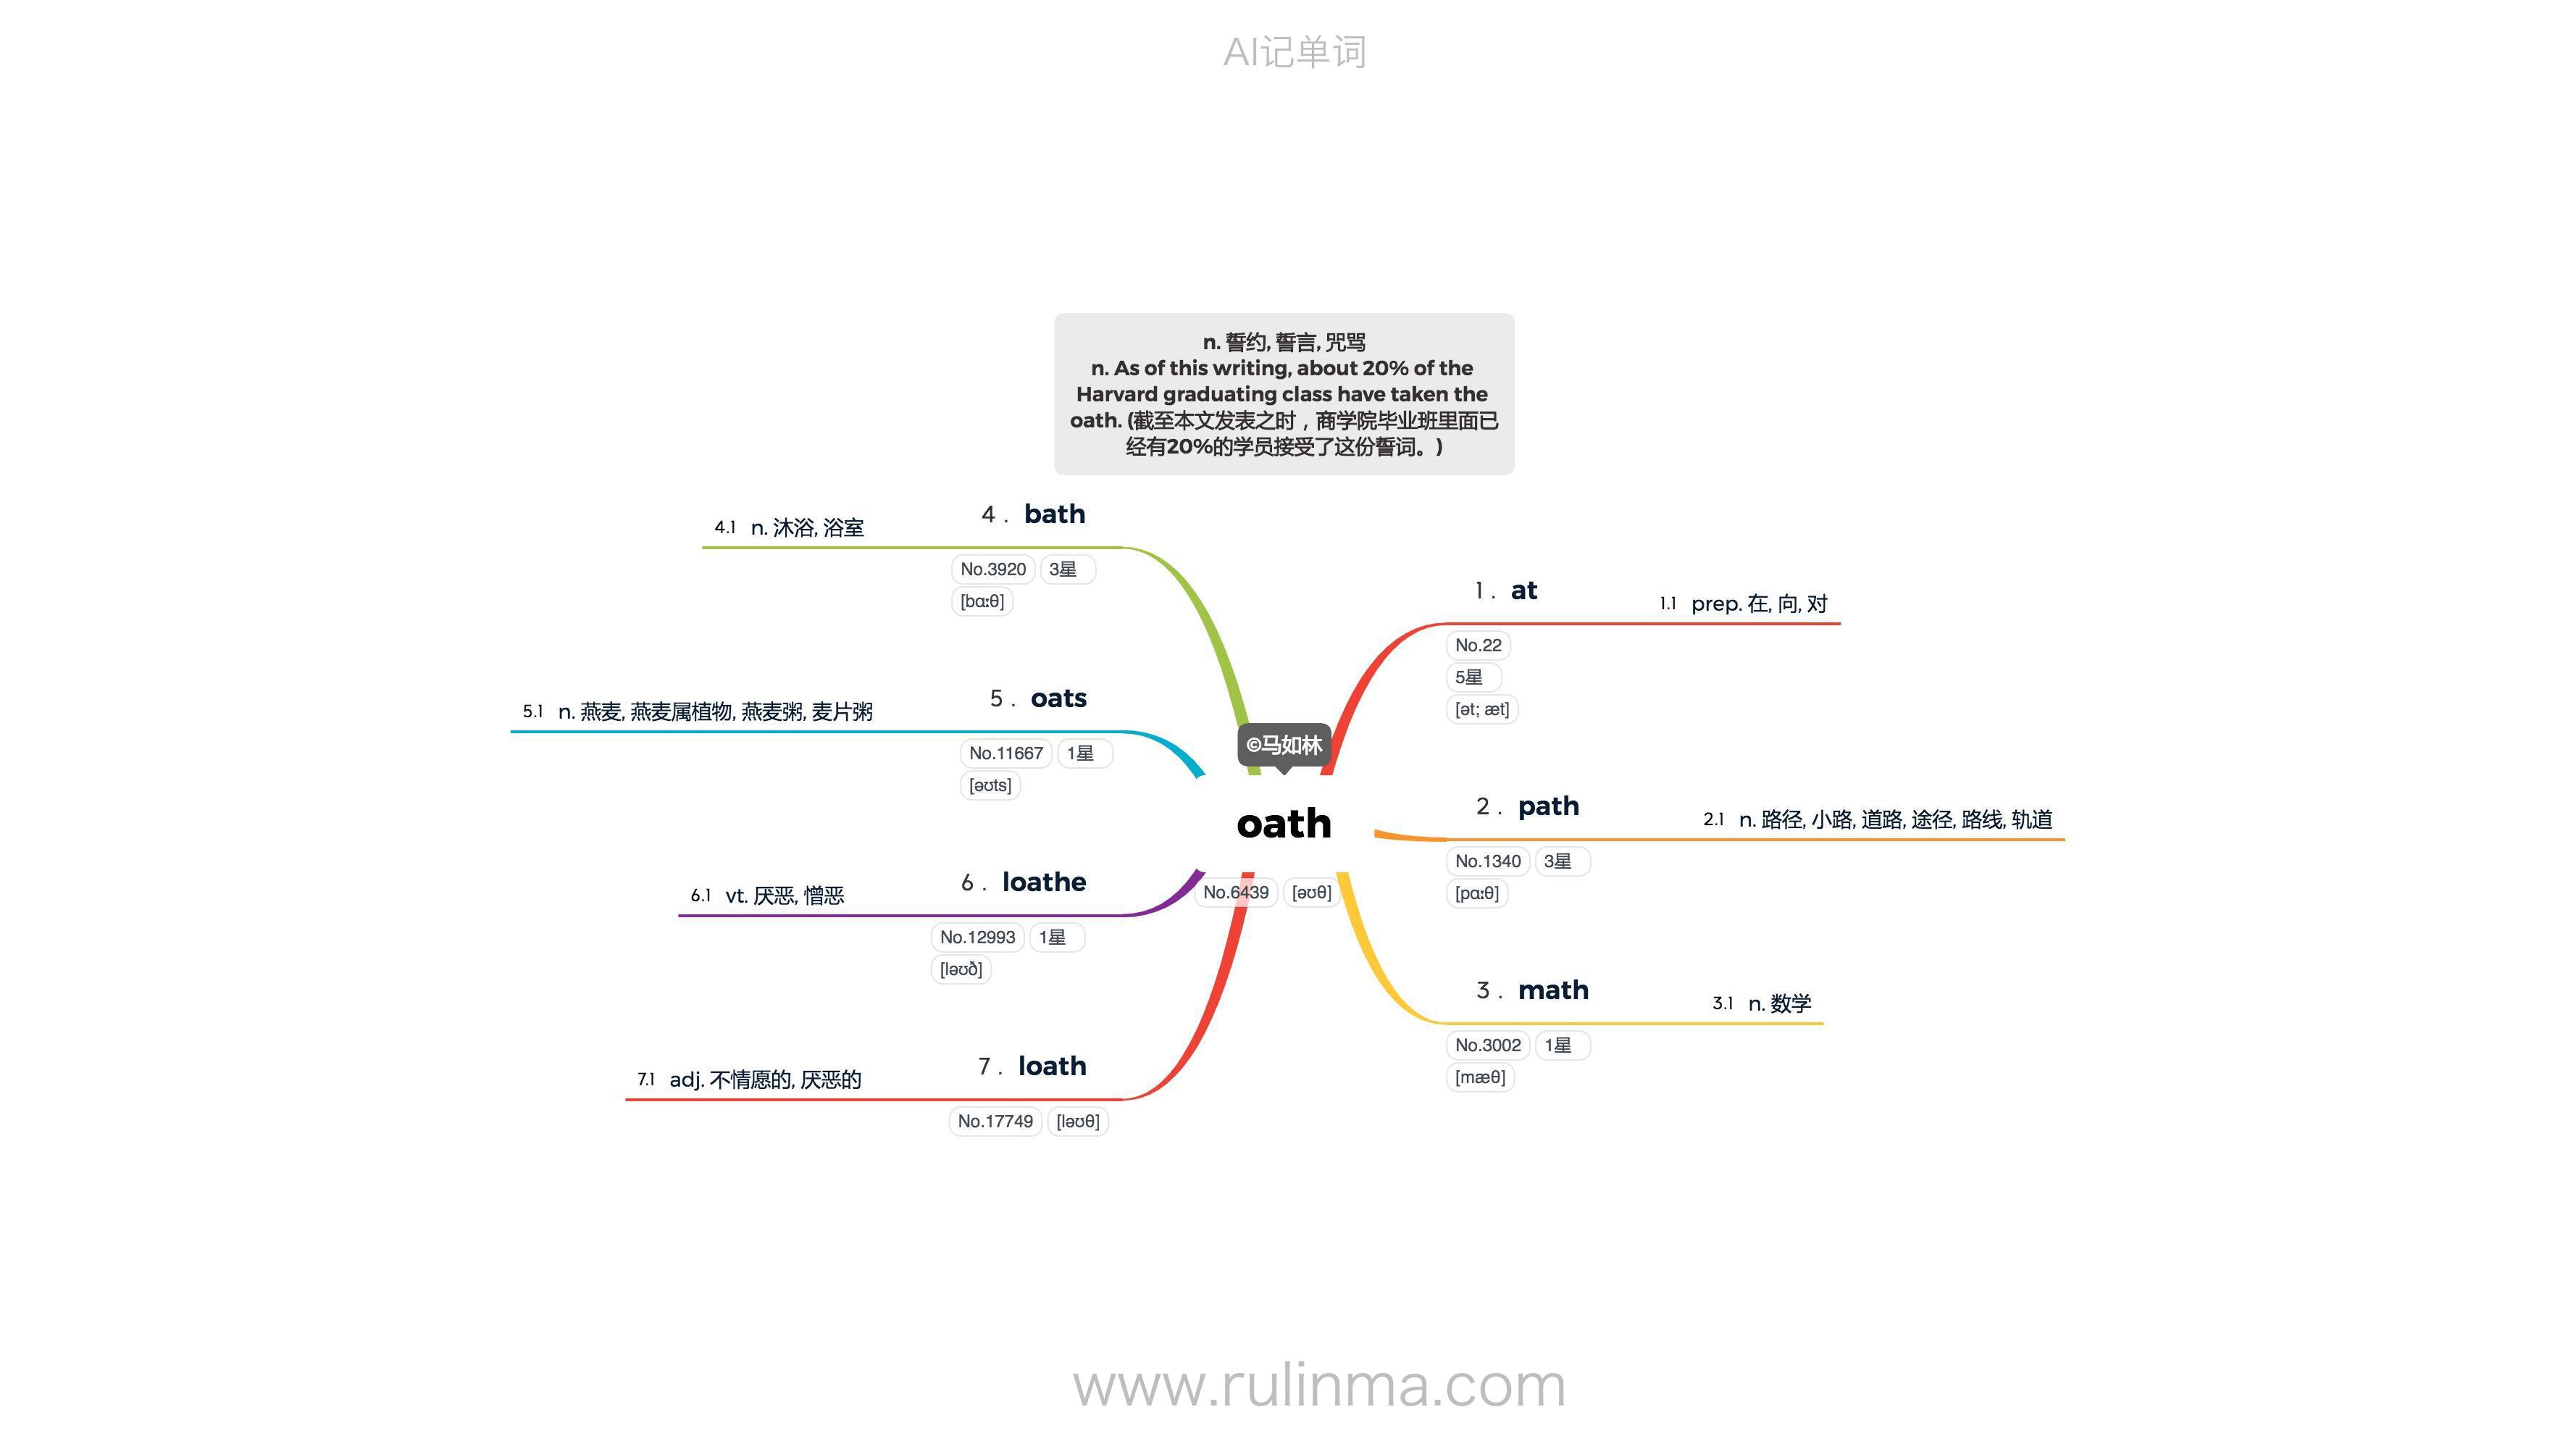 AI记单词
n. 誓约, 誓言, 咒骂
n. As of this writing, about 20% of the
Harvard graduating class have taken the
oath. (截至本文发表之时，商学院毕业班里面已
经有20%的学员接受了这份誓词。)
©马如林
oath
No.6439 [əʊθ]
1. at
1.1 prep. 在, 向, 对
No.22
5星
[ət; æt]
2. path
2.1 n. 路径, 小路, 道路, 途径, 路线, 轨道
No.1340 3星
[pɑːθ]
3. math
3.1 n. 数学
No.3002 1星
[mæθ]
4. bath
4.1 n. 沐浴, 浴室
No.3920 3星
[bɑːθ]
5. oats
5.1 n. 燕麦, 燕麦属植物, 燕麦粥, 麦片粥
No.11667 1星
[əʊts]
6. loathe
6.1 vt. 厌恶, 憎恶
No.12993 1星
[ləʊð]
7. loath
7.1 adj. 不情愿的, 厌恶的
No.17749 [ləʊθ]
www.rulinma.com